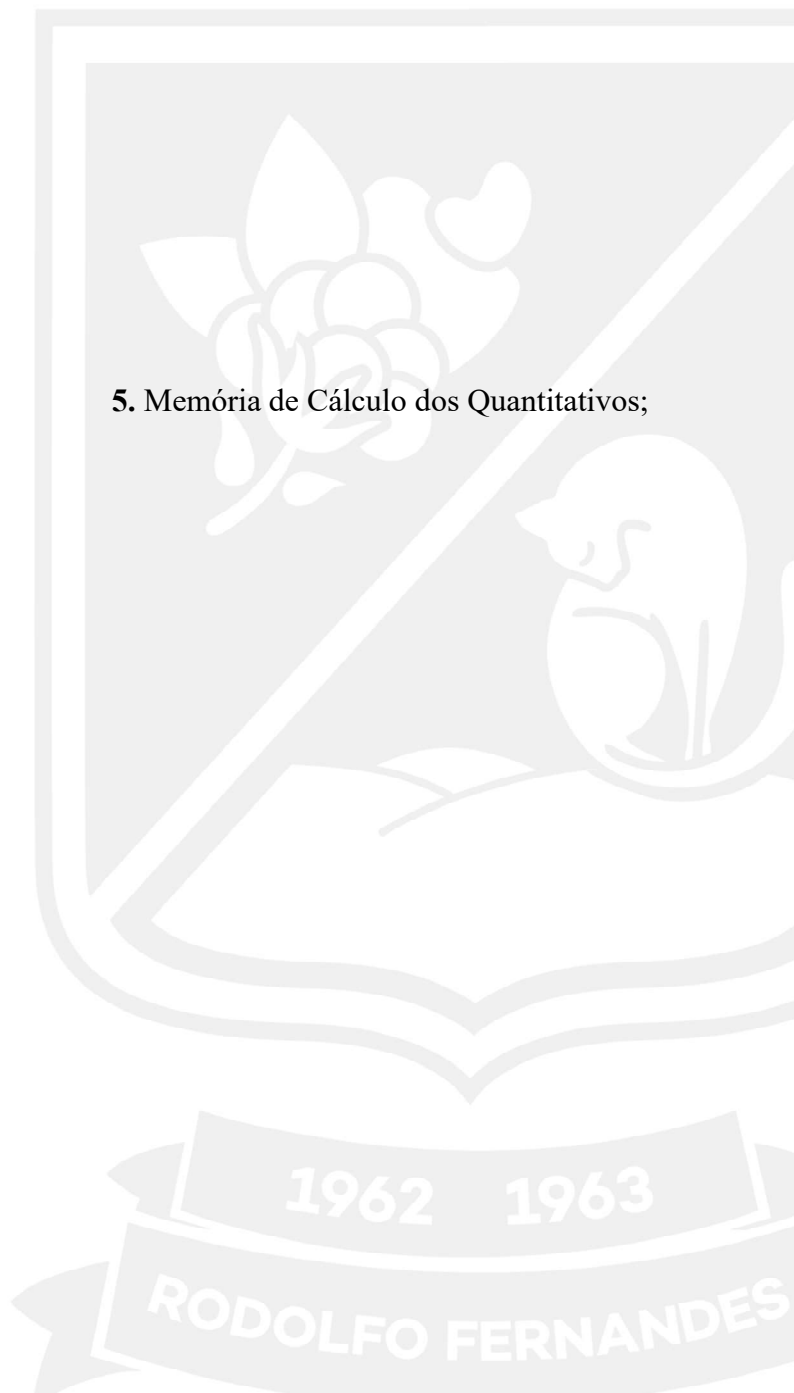 5. Memória de Cálculo dos Quantitativos;
1962 1963
RODOLFO FERNANDES